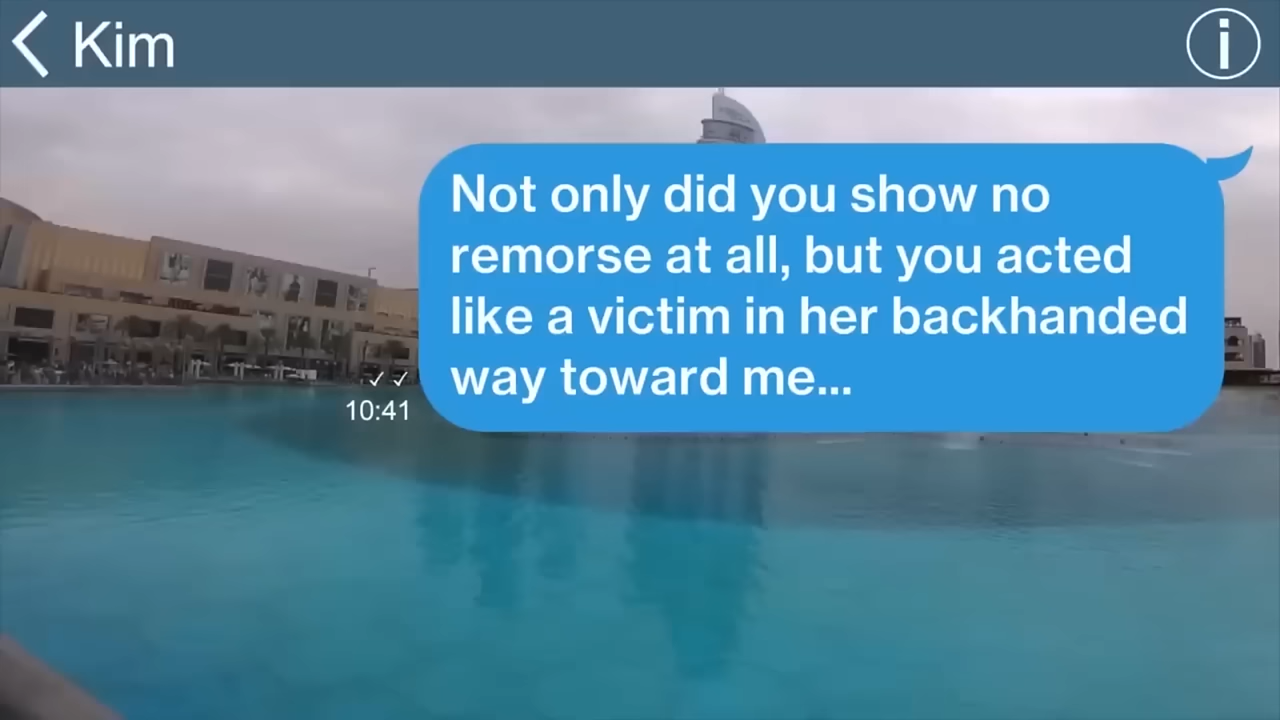 Kim
i
Not only did you show no
remorse at all, but you acted
like a victim in her backhanded
way toward me...
10:41